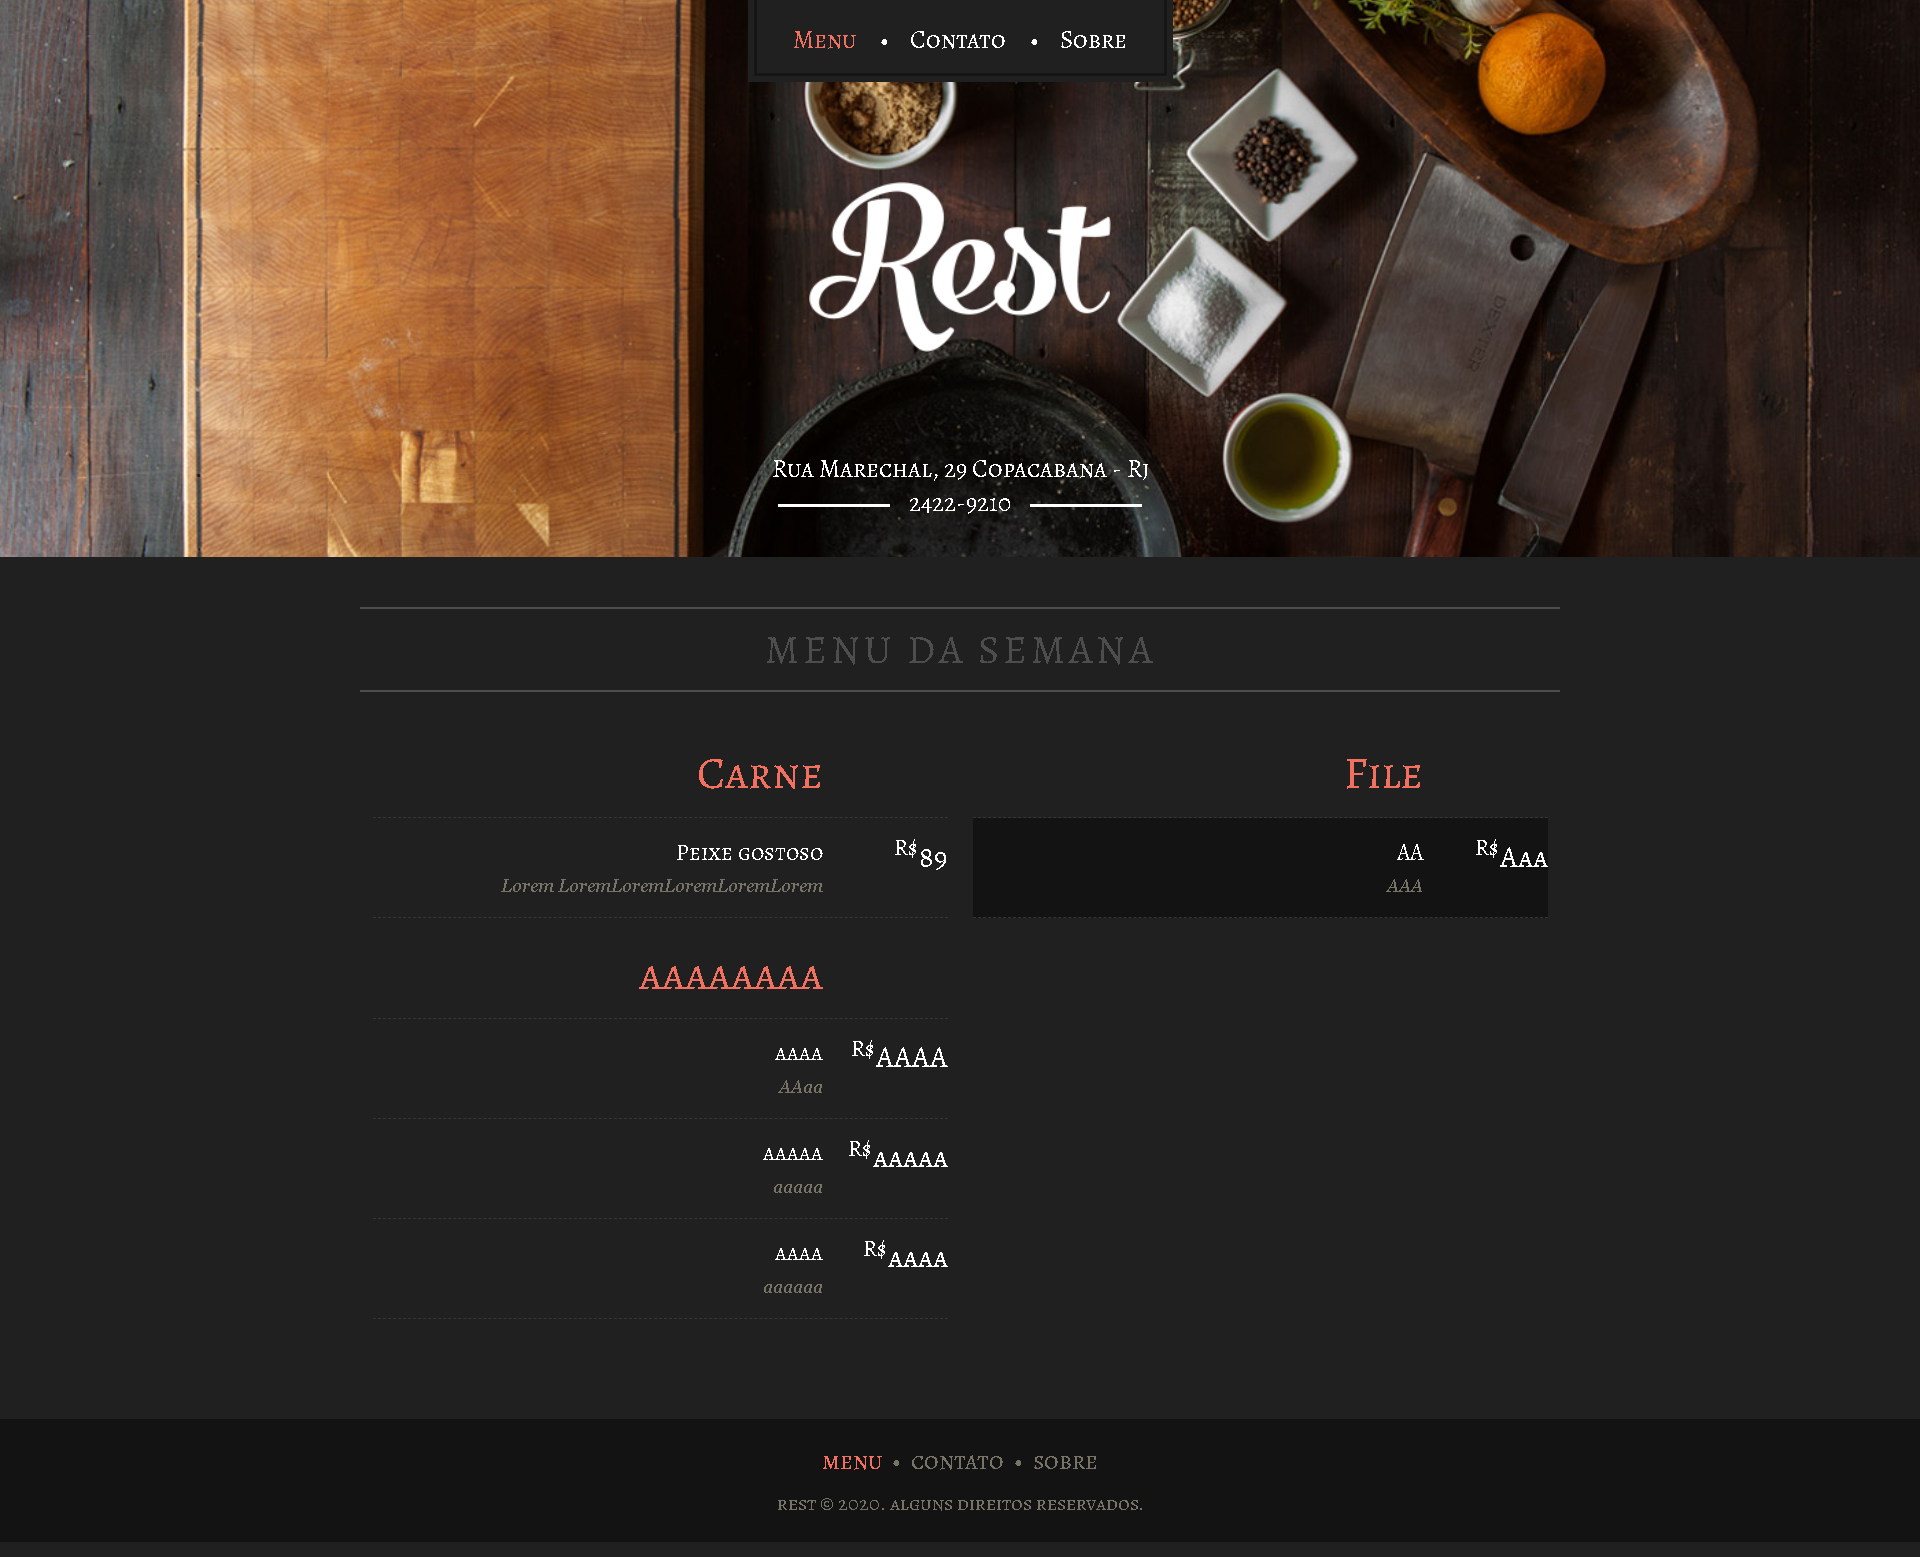 Menu • Contato • Sobre
Rest
Rua Marechal, 29 Copacabana - Rj
2422-9210
DEXTER
MENU DA SEMANA
Carne
Peixe gostoso R$89
Lorem LoremLoremLoremLoremLorem
AAAAAAAA
AAAA R$AAAA
AAaa
AAAAA R$AAAAA
aaaaa
AAAA R$AAAA
aaaaaa
File
AA R$Aaa
AAA
MENU • CONTATO • SOBRE
REST © 2020. ALGUNS DIREITOS RESERVADOS.